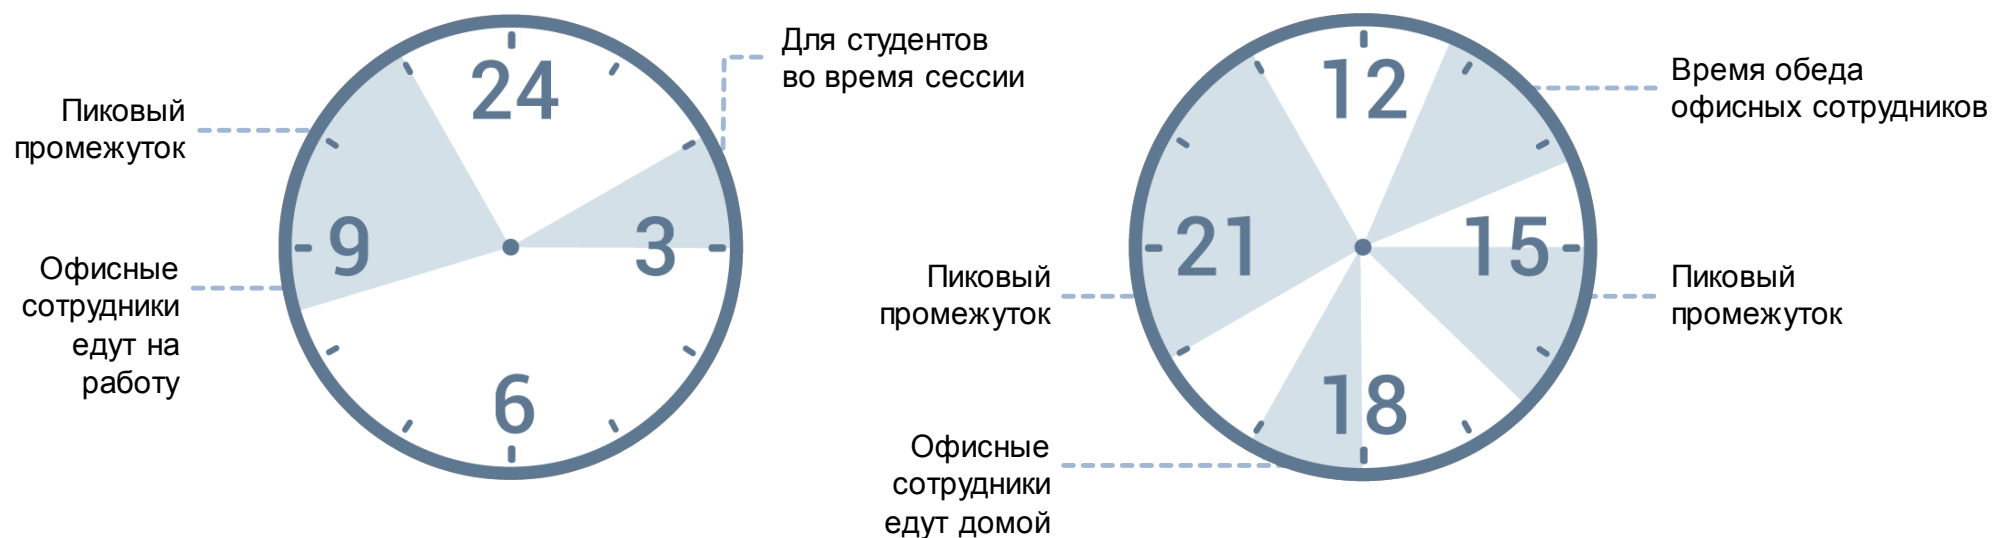 Пиковый
промежуток
Офисные
сотрудники
едут на
работу
24
3
6
9
Для студентов
во время сессии
Пиковый
промежуток
Офисные
сотрудники
едут домой
12
15
18
21
Время обеда
офисных сотрудников
Пиковый
промежуток